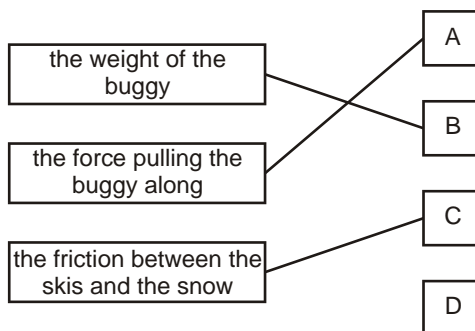 the weight of the
buggy
the force pulling the
buggy along
the friction between the
skis and the snow
A
B
C
D